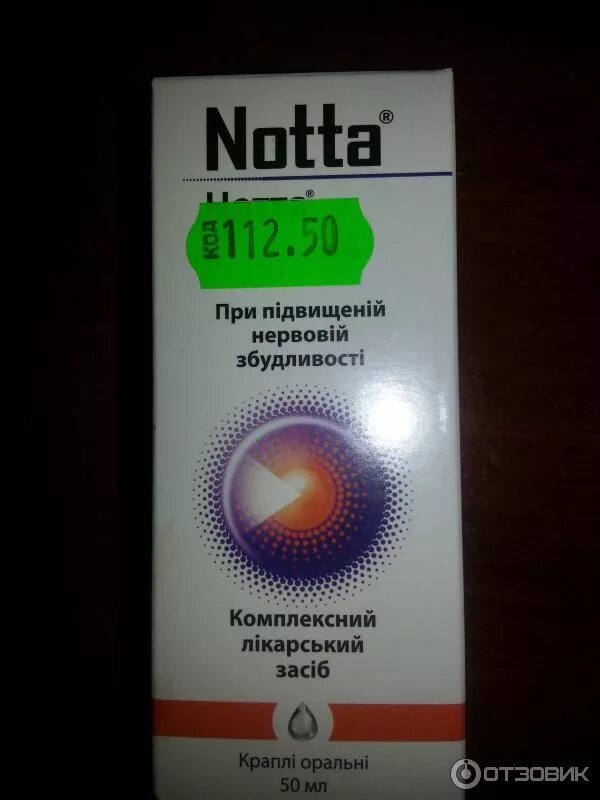 Notta®
КОД 112.50
При підвищеній
нервовій
збудливості
Комплексний
лікарський
засіб
Краплі оральні
50 мл
ОТЗОВИК